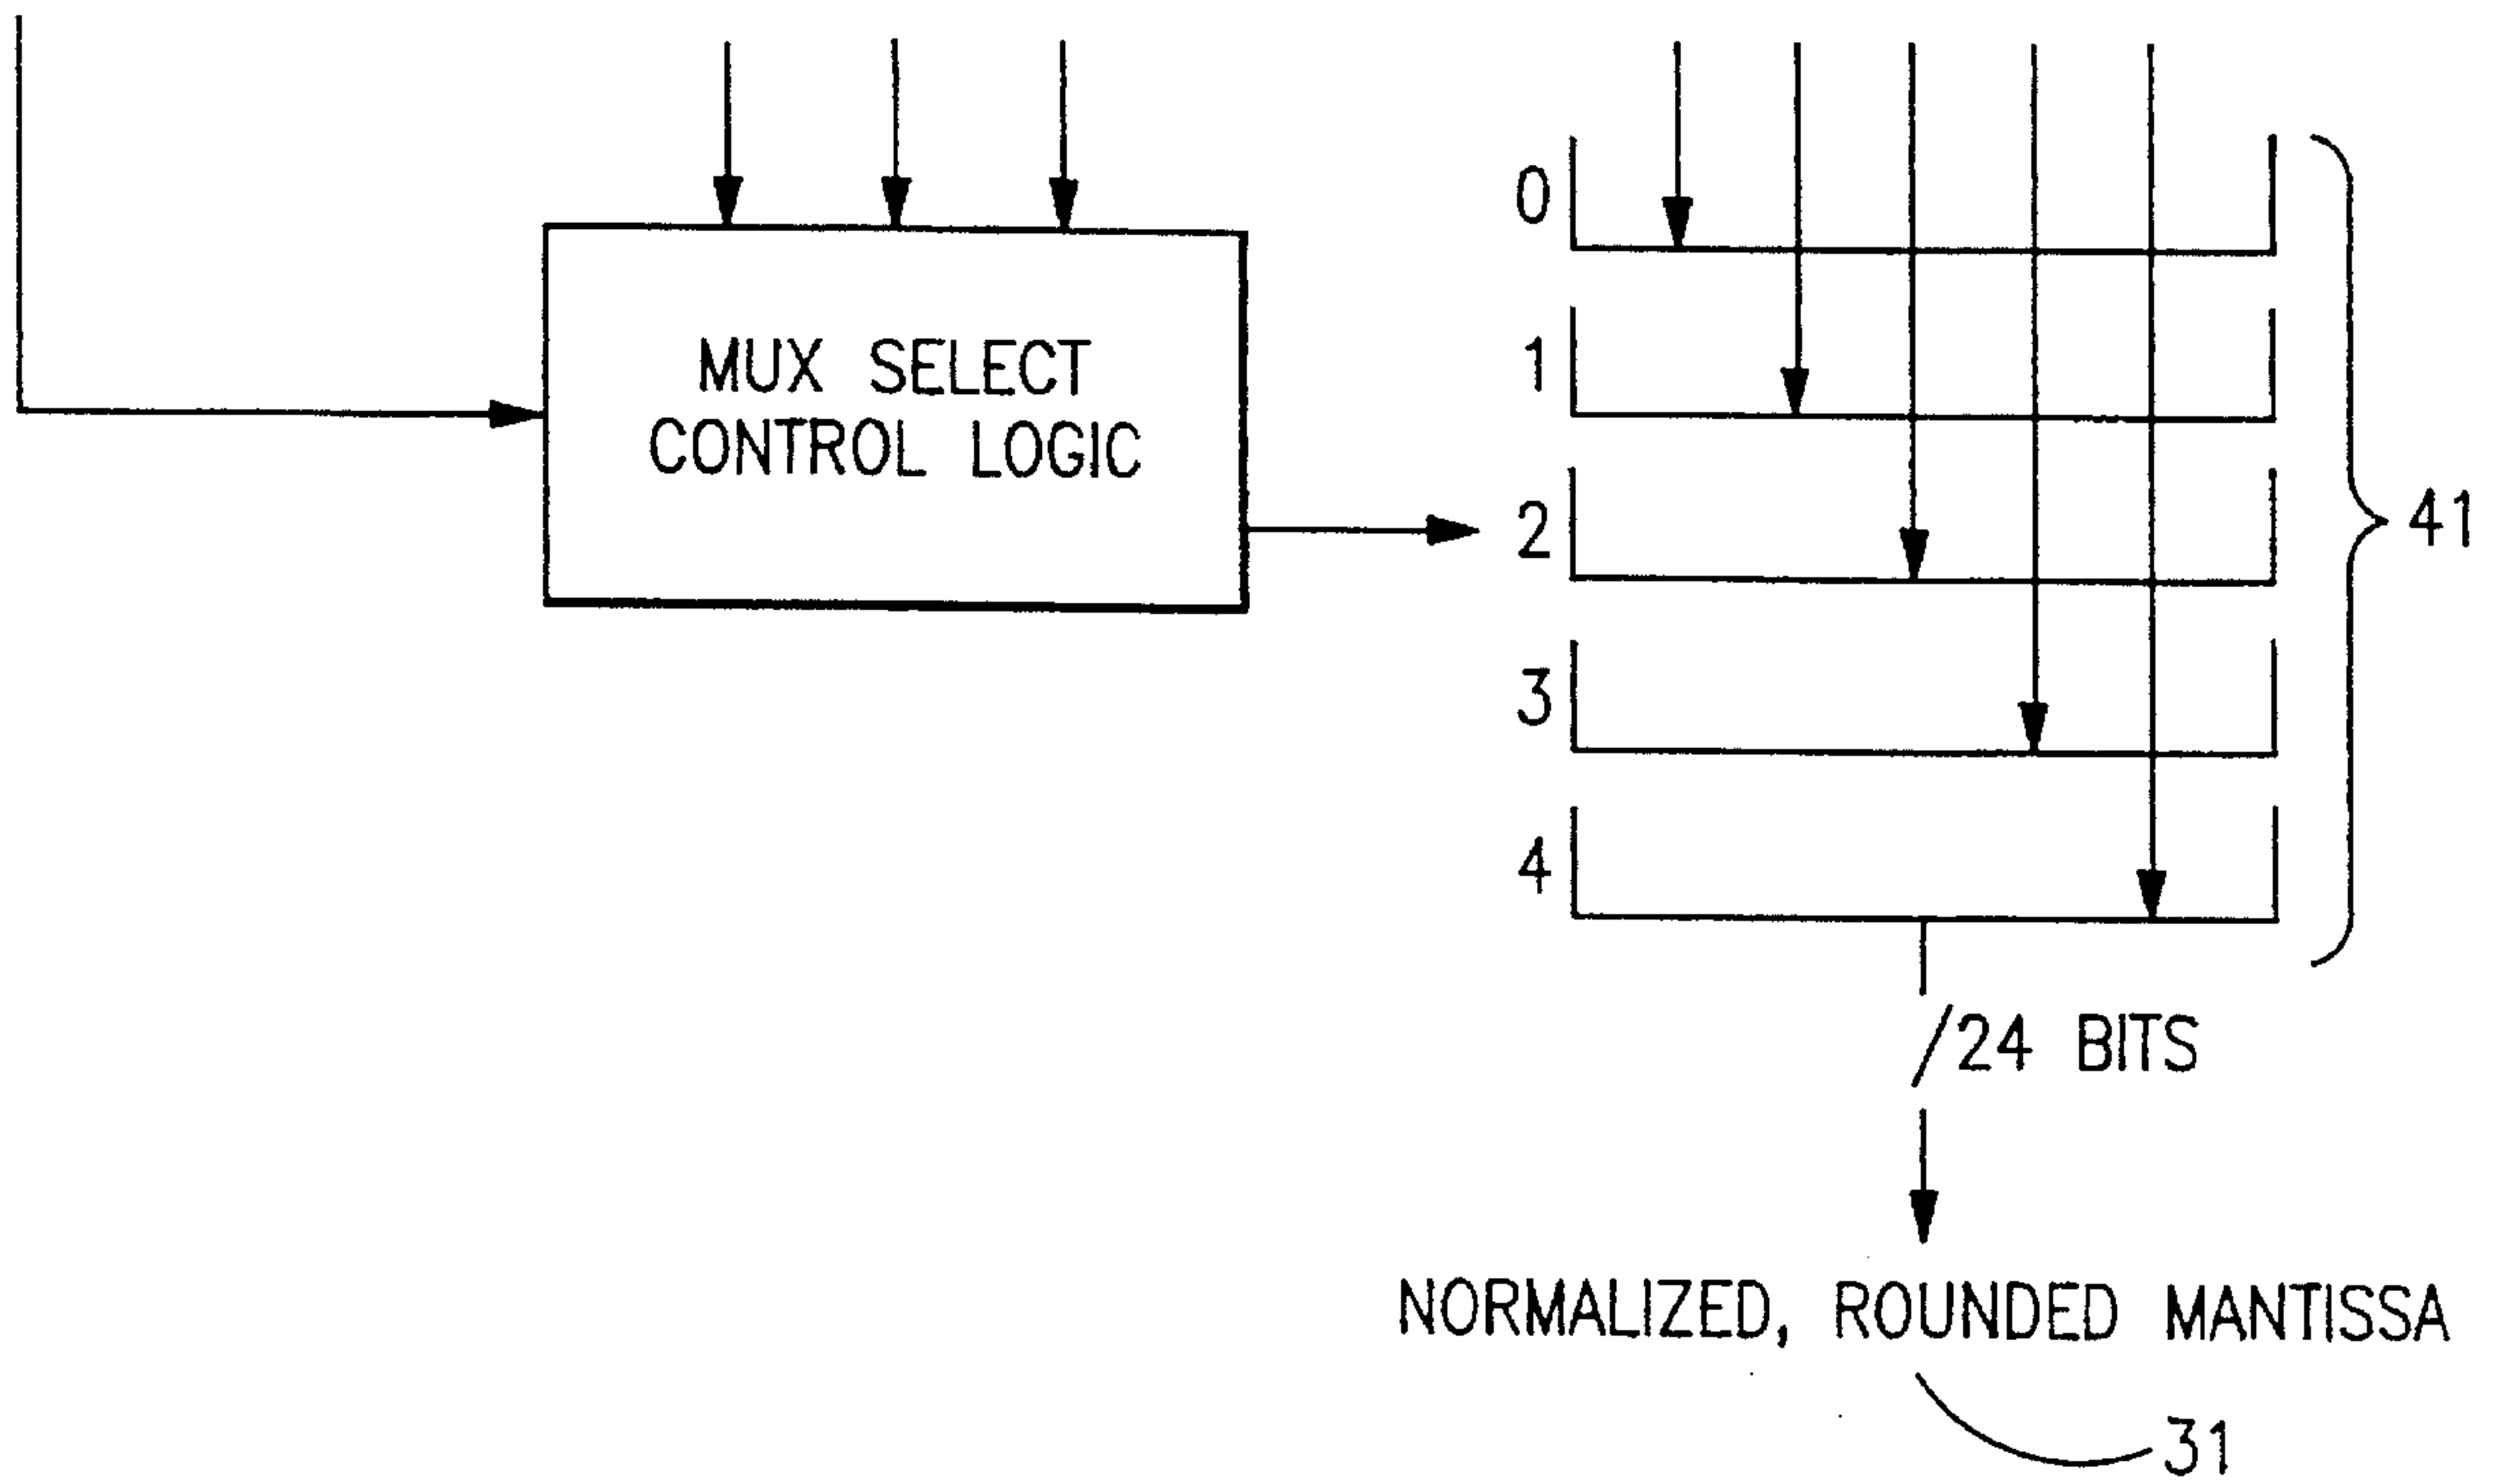 MUX SELECT
CONTROL LOGIC
0
1
2
3
4
41
/24 BITS
NORMALIZED, ROUNDED MANTISSA
31